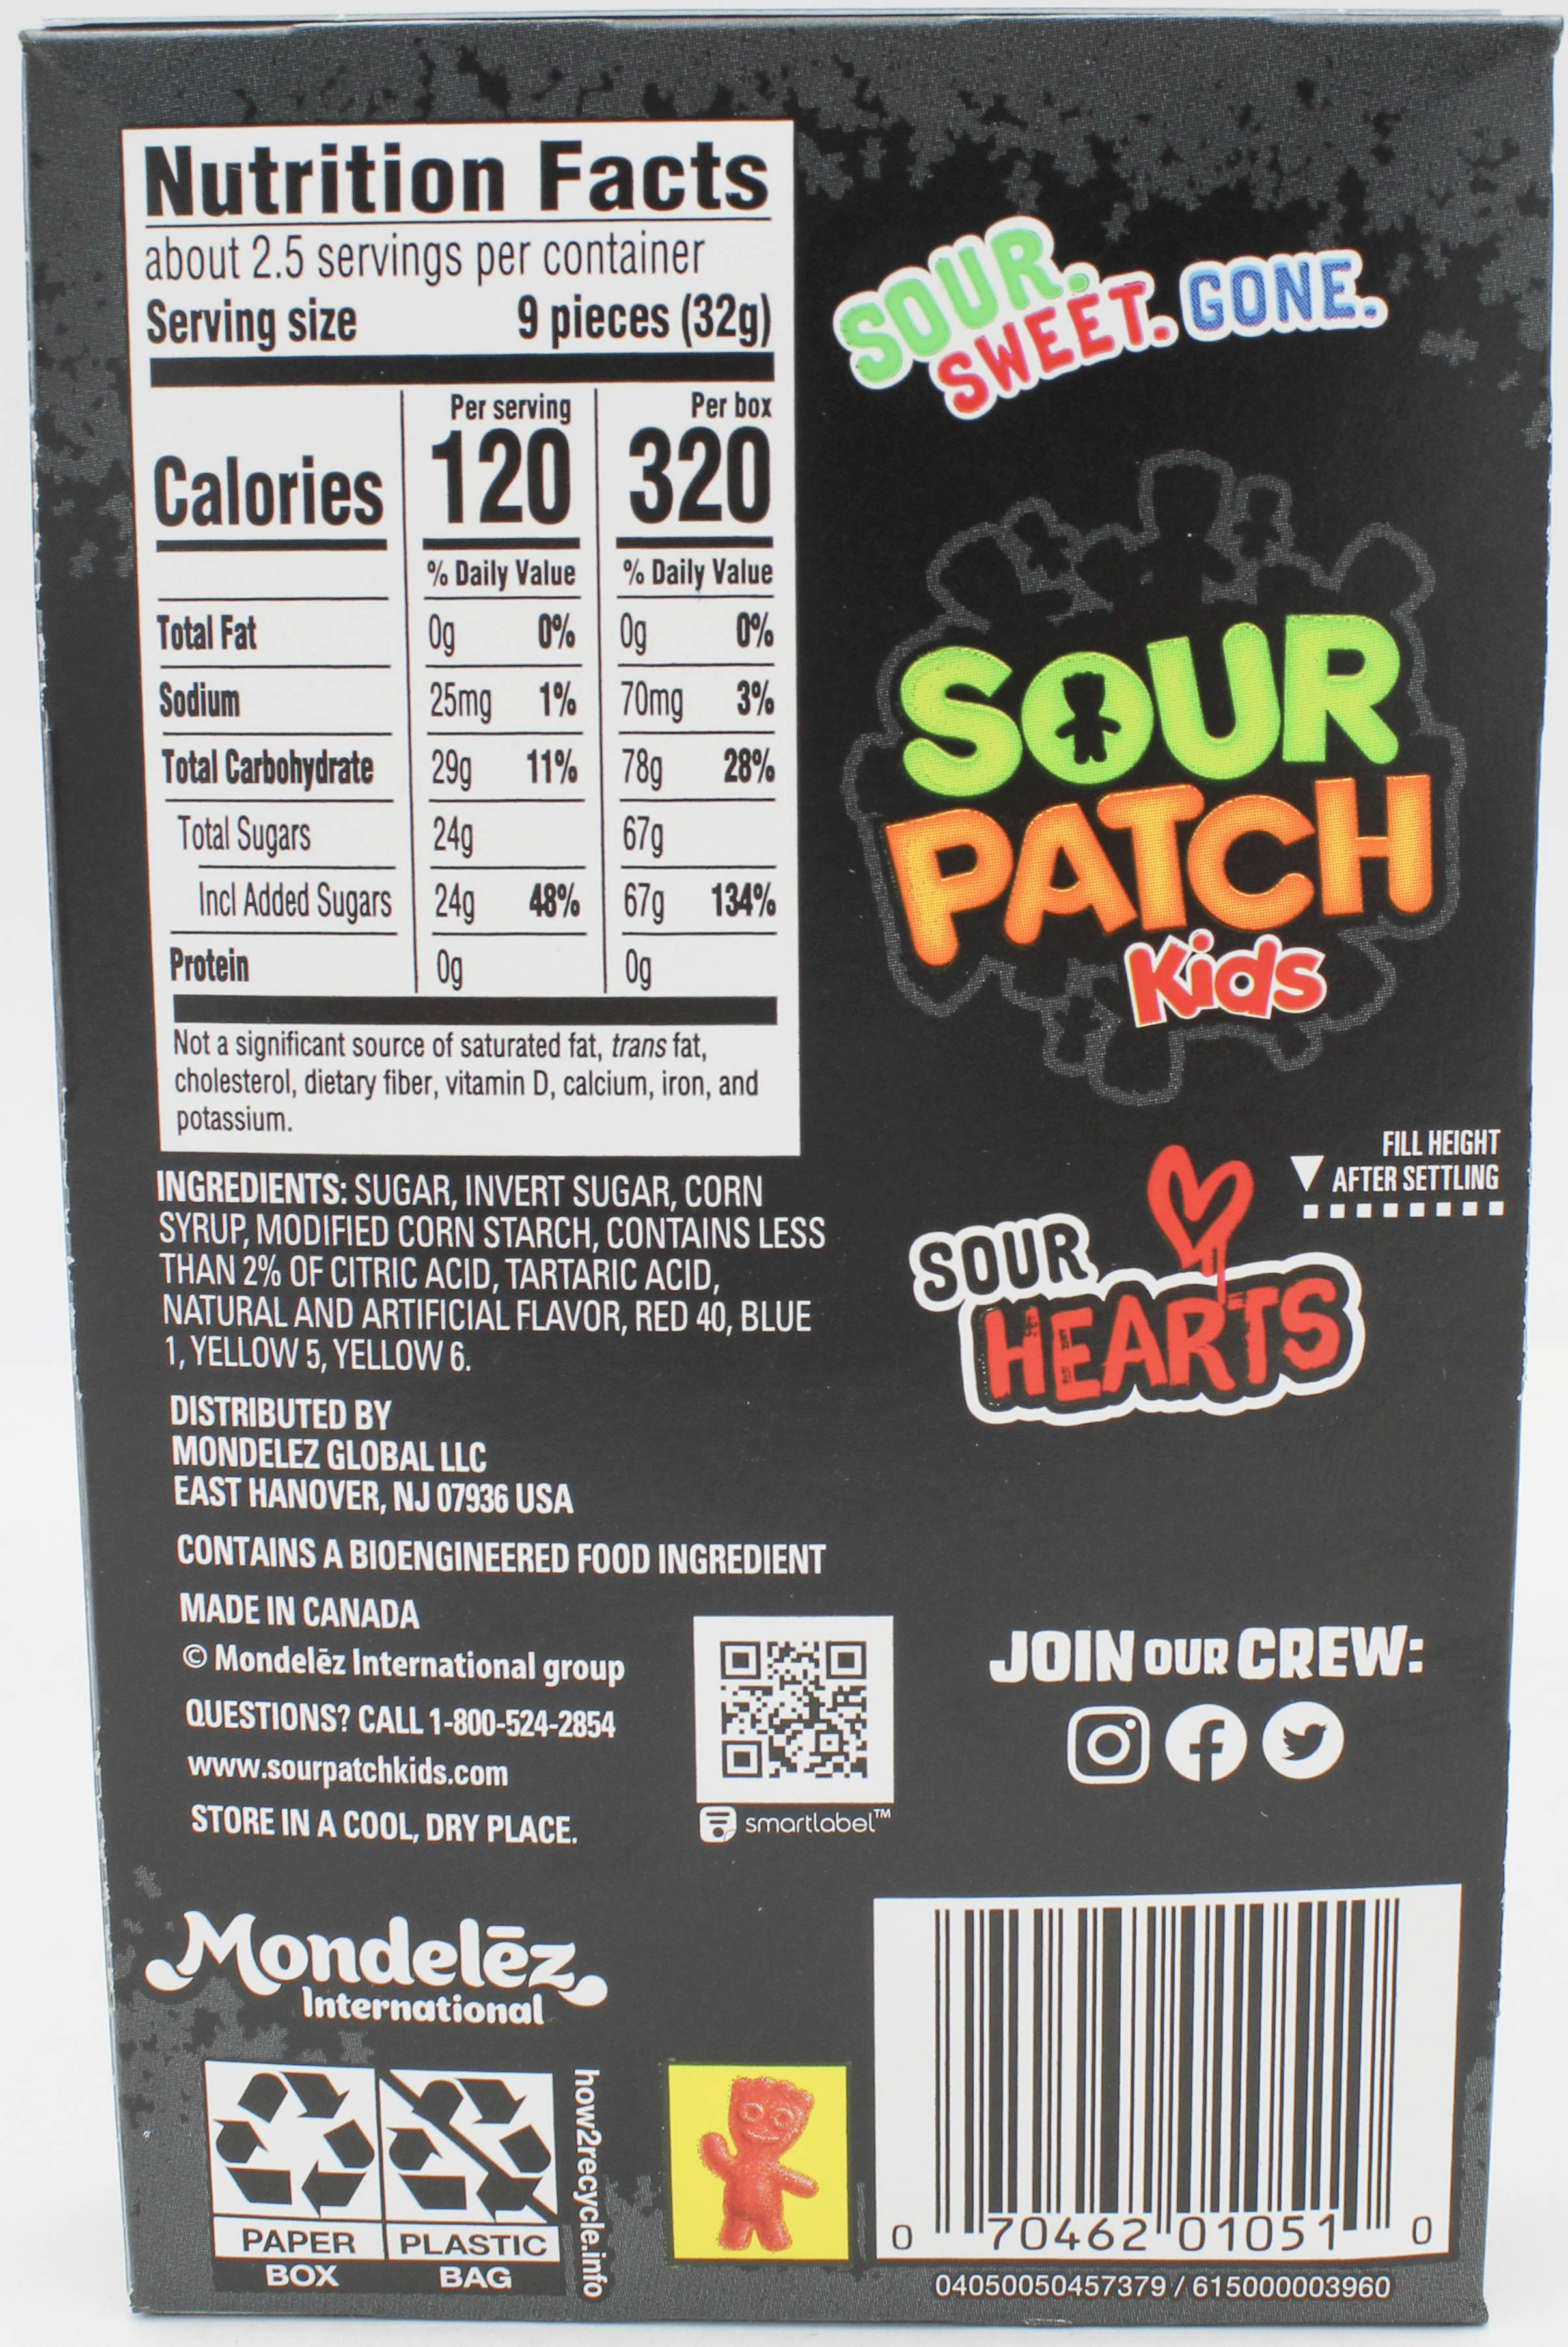 Nutrition Facts
about 2.5 servings per container
Serving size 9 pieces (32g)
Per serving Per box
Calories 120 320
% Daily Value % Daily Value
Total Fat 0g 0% 0g 0%
Sodium 25mg 1% 70mg 3%
Total Carbohydrate 29g 11% 78g 28%
Total Sugars 24g 67g
Incl Added Sugars 24g 48% 67g 134%
Protein 0g 0g
Not a significant source of saturated fat, trans fat,
cholesterol, dietary fiber, vitamin D, calcium, iron, and
potassium.
INGREDIENTS: SUGAR, INVERT SUGAR, CORN
SYRUP, MODIFIED CORN STARCH, CONTAINS LESS
THAN 2% OF CITRIC ACID, TARTARIC ACID,
NATURAL AND ARTIFICIAL FLAVOR, RED 40, BLUE
1, YELLOW 5, YELLOW 6.
DISTRIBUTED BY
MONDELEZ GLOBAL LLC
EAST HANOVER, NJ 07936 USA
CONTAINS A BIOENGINEERED FOOD INGREDIENT
MADE IN CANADA
© Mondelēz International group
QUESTIONS? CALL 1-800-524-2854
www.sourpatchkids.com
STORE IN A COOL, DRY PLACE.
smartlabel™
Mondelēz
International
PAPER PLASTIC
BOX BAG
how2recycle.info
SOUR.
SWEET. GONE.
SOUR
PATCH
Kids
FILL HEIGHT
AFTER SETTLING
SOUR
HEARTS
JOIN OUR CREW:
0 70462 01051 0
04050050457379 / 615000003960